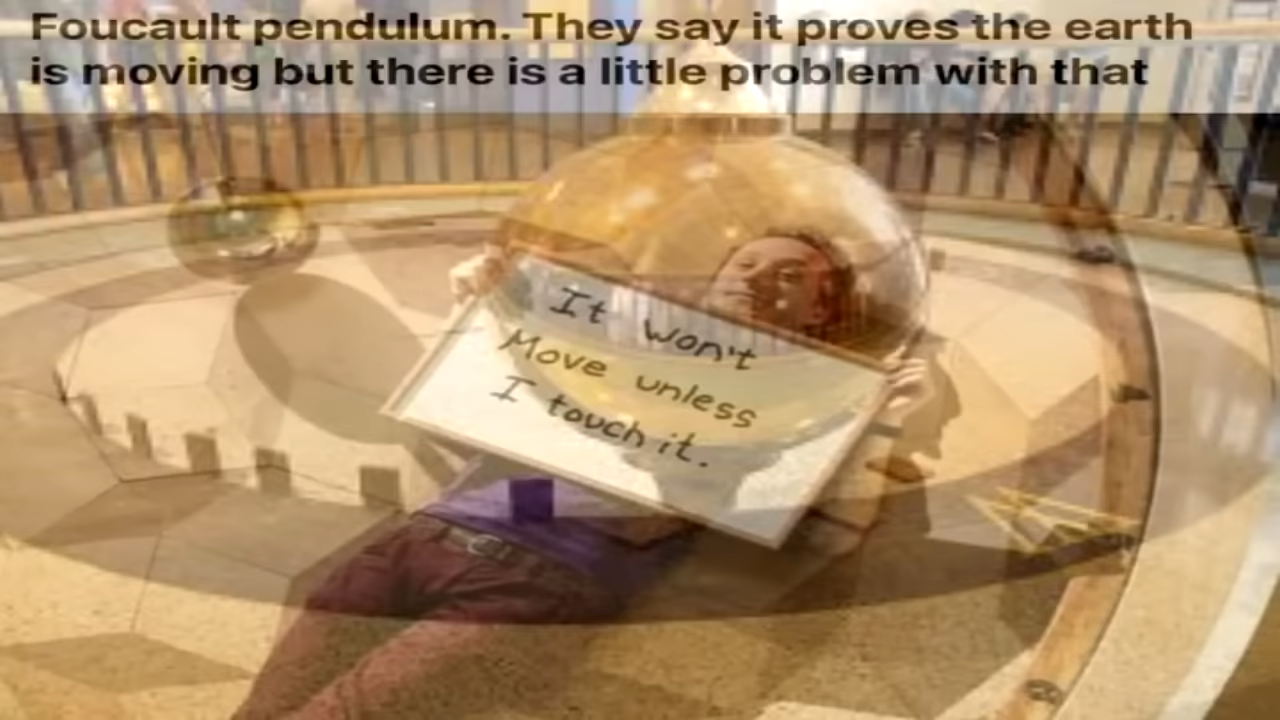 Foucault pendulum. They say it proves the earth
is moving but there is a little problem with that
It won't
Move unless
I touch it.